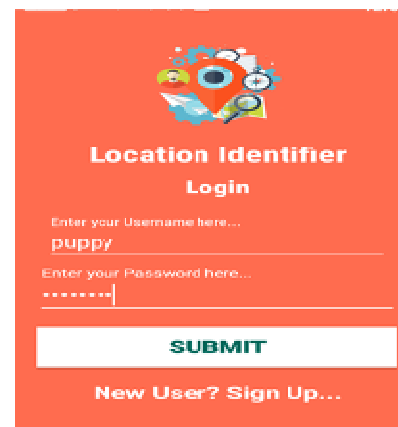 Location Identifier
Login
Enter your Username here...
puppy
Enter your Password here...
••••••••
SUBMIT
New User? Sign Up...